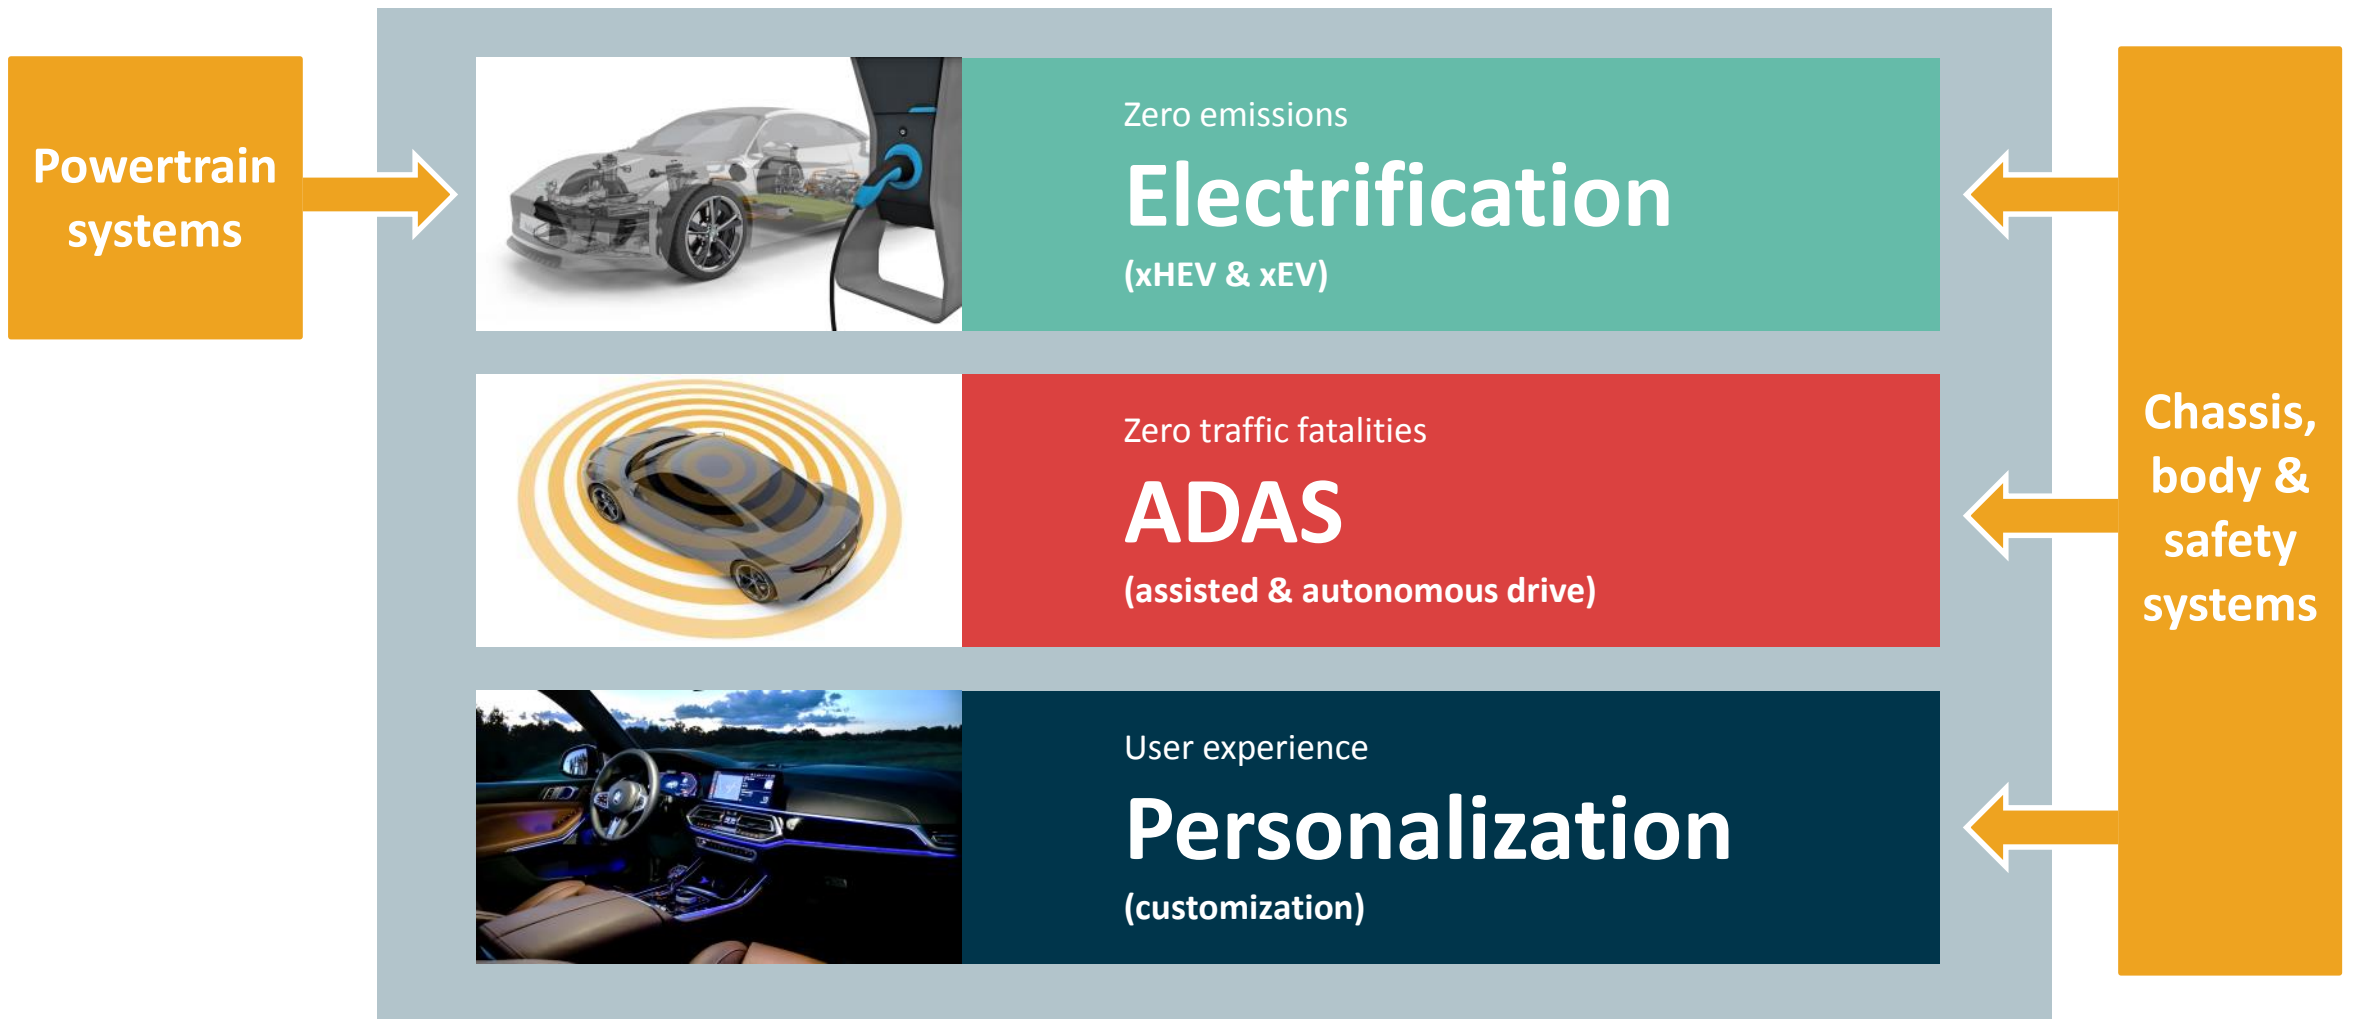 Powertrain
systems
Zero emissions
Electrification
(xHEV & xEV)
Zero traffic fatalities
ADAS
(assisted & autonomous drive)
User experience
Personalization
(customization)
Chassis,
body &
safety
systems